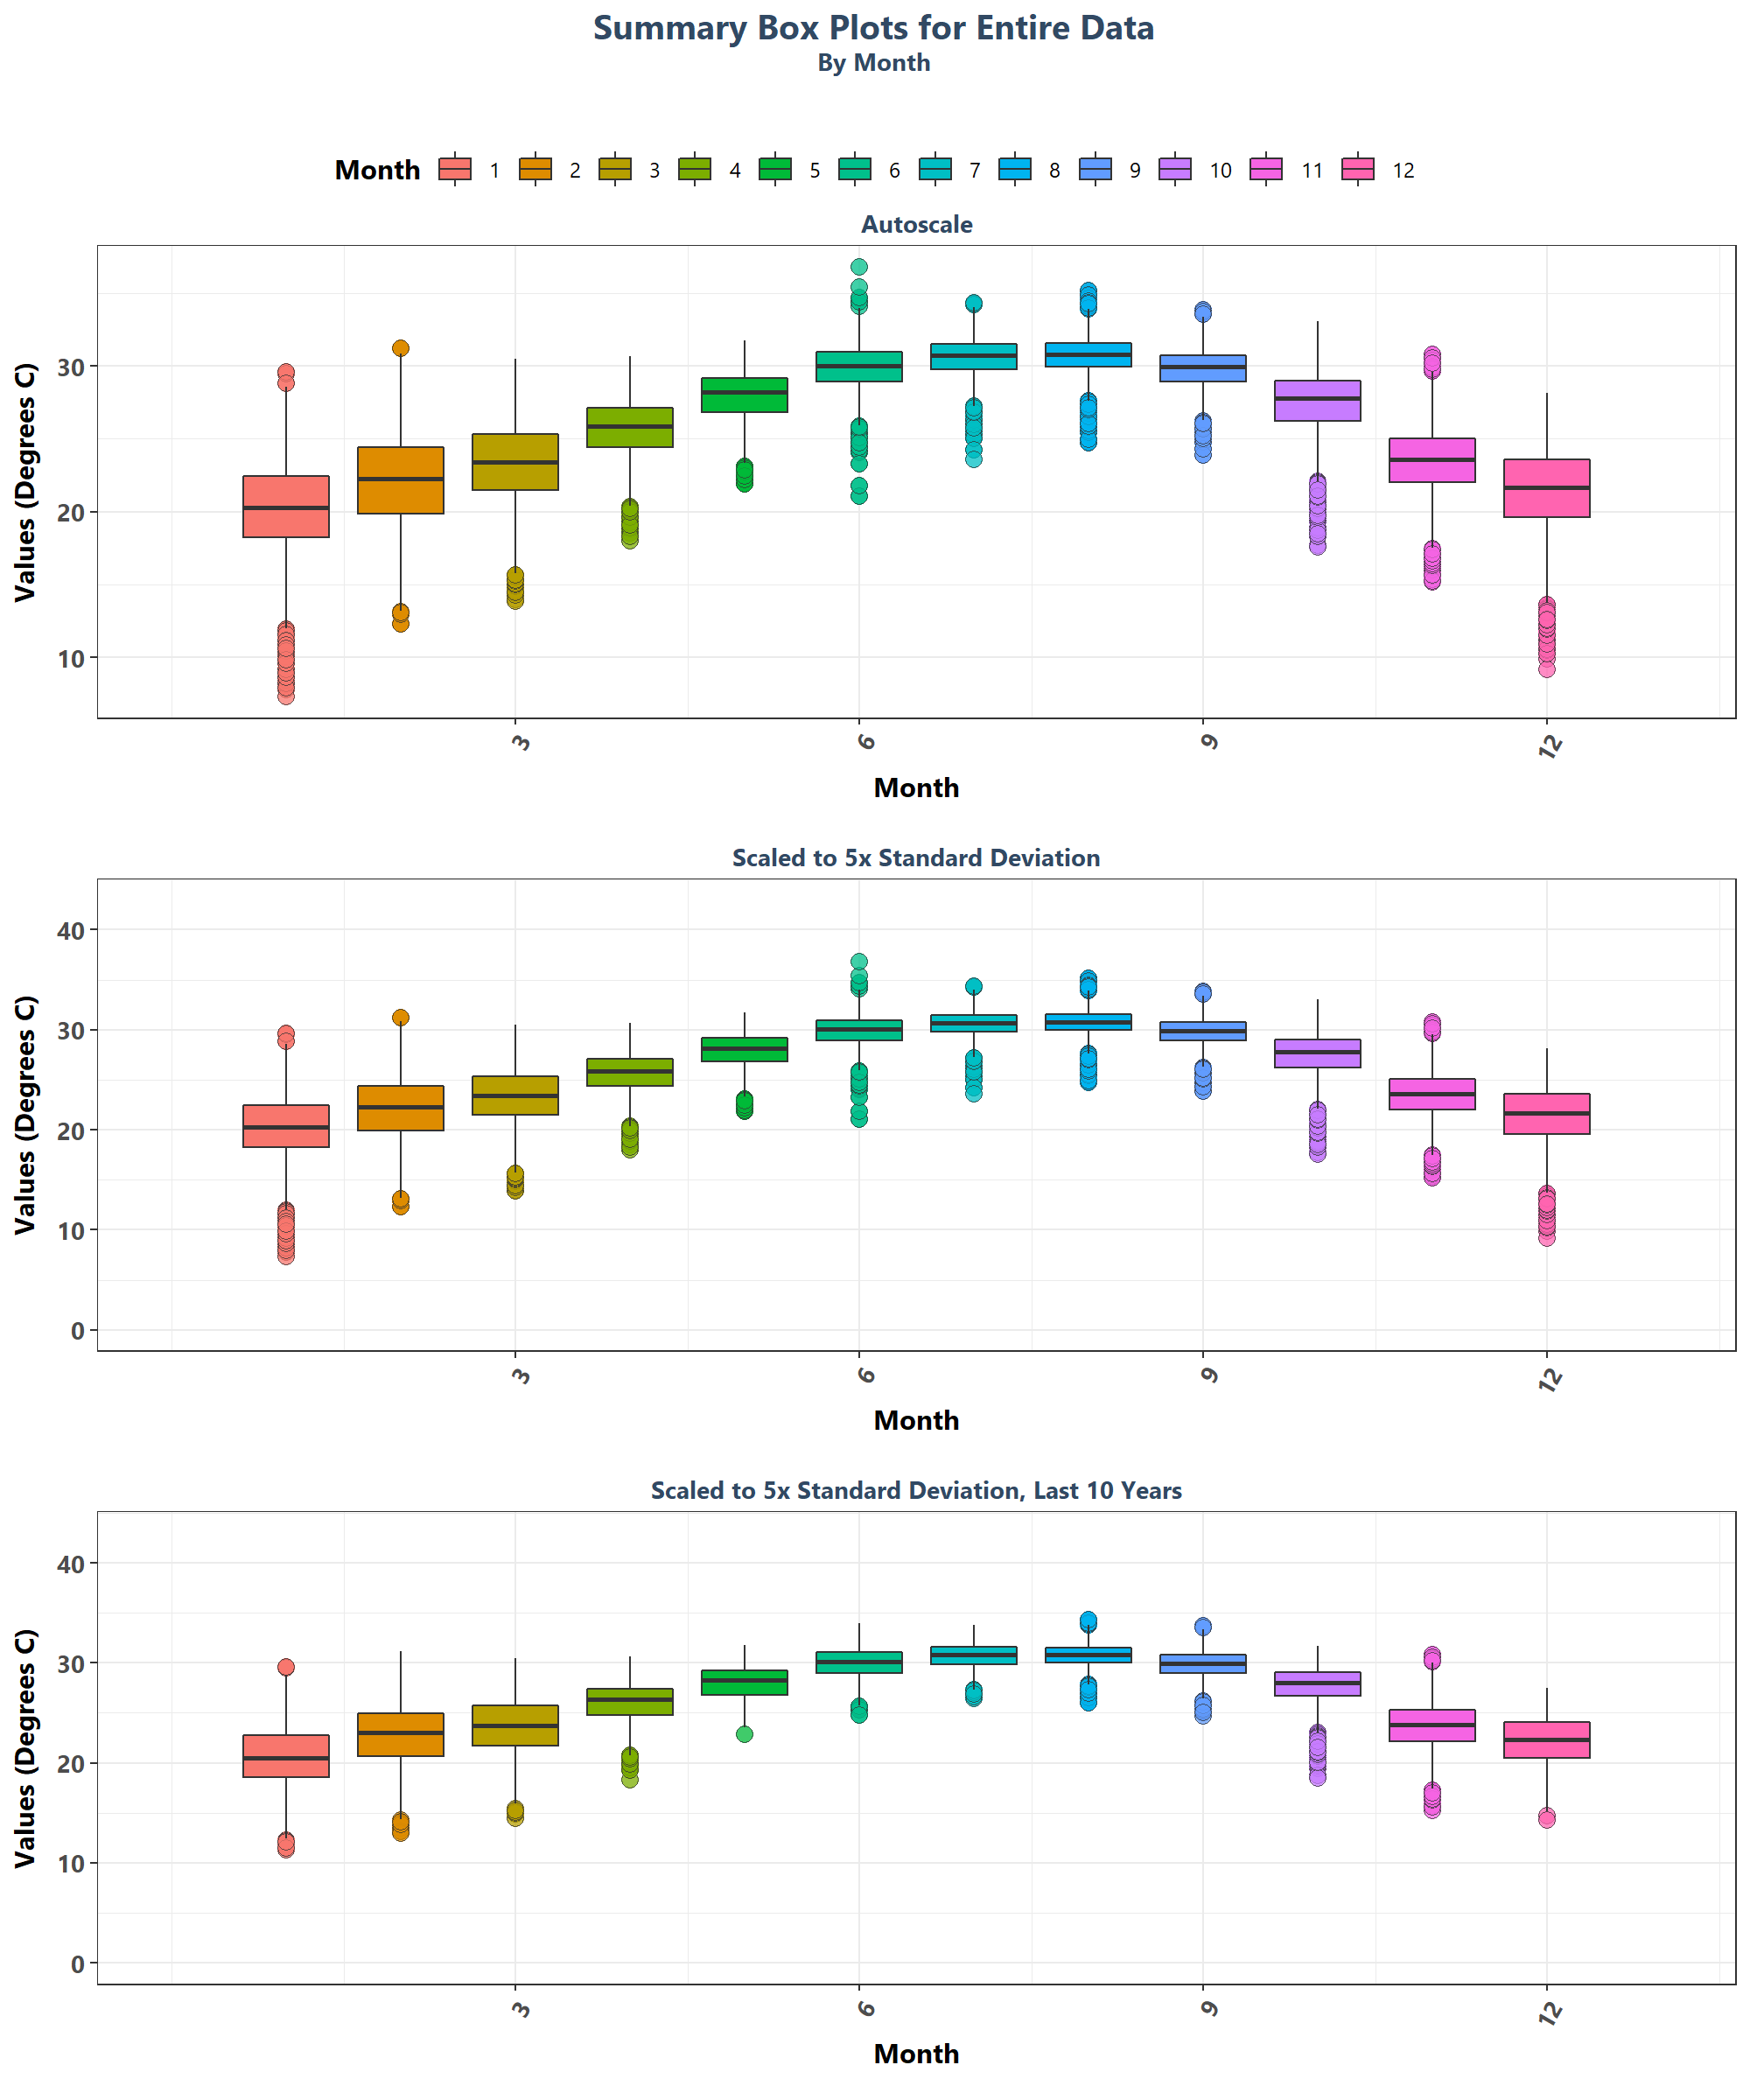 Summary Box Plots for Entire Data
By Month
Month 1 2 3 4 5 6 7 8 9 10 11 12
Autoscale
Values (Degrees C)
30
20
10
3 6 9 12
Month
Scaled to 5x Standard Deviation
Values (Degrees C)
40
30
20
10
0
3 6 9 12
Month
Scaled to 5x Standard Deviation, Last 10 Years
Values (Degrees C)
40
30
20
10
0
3 6 9 12
Month